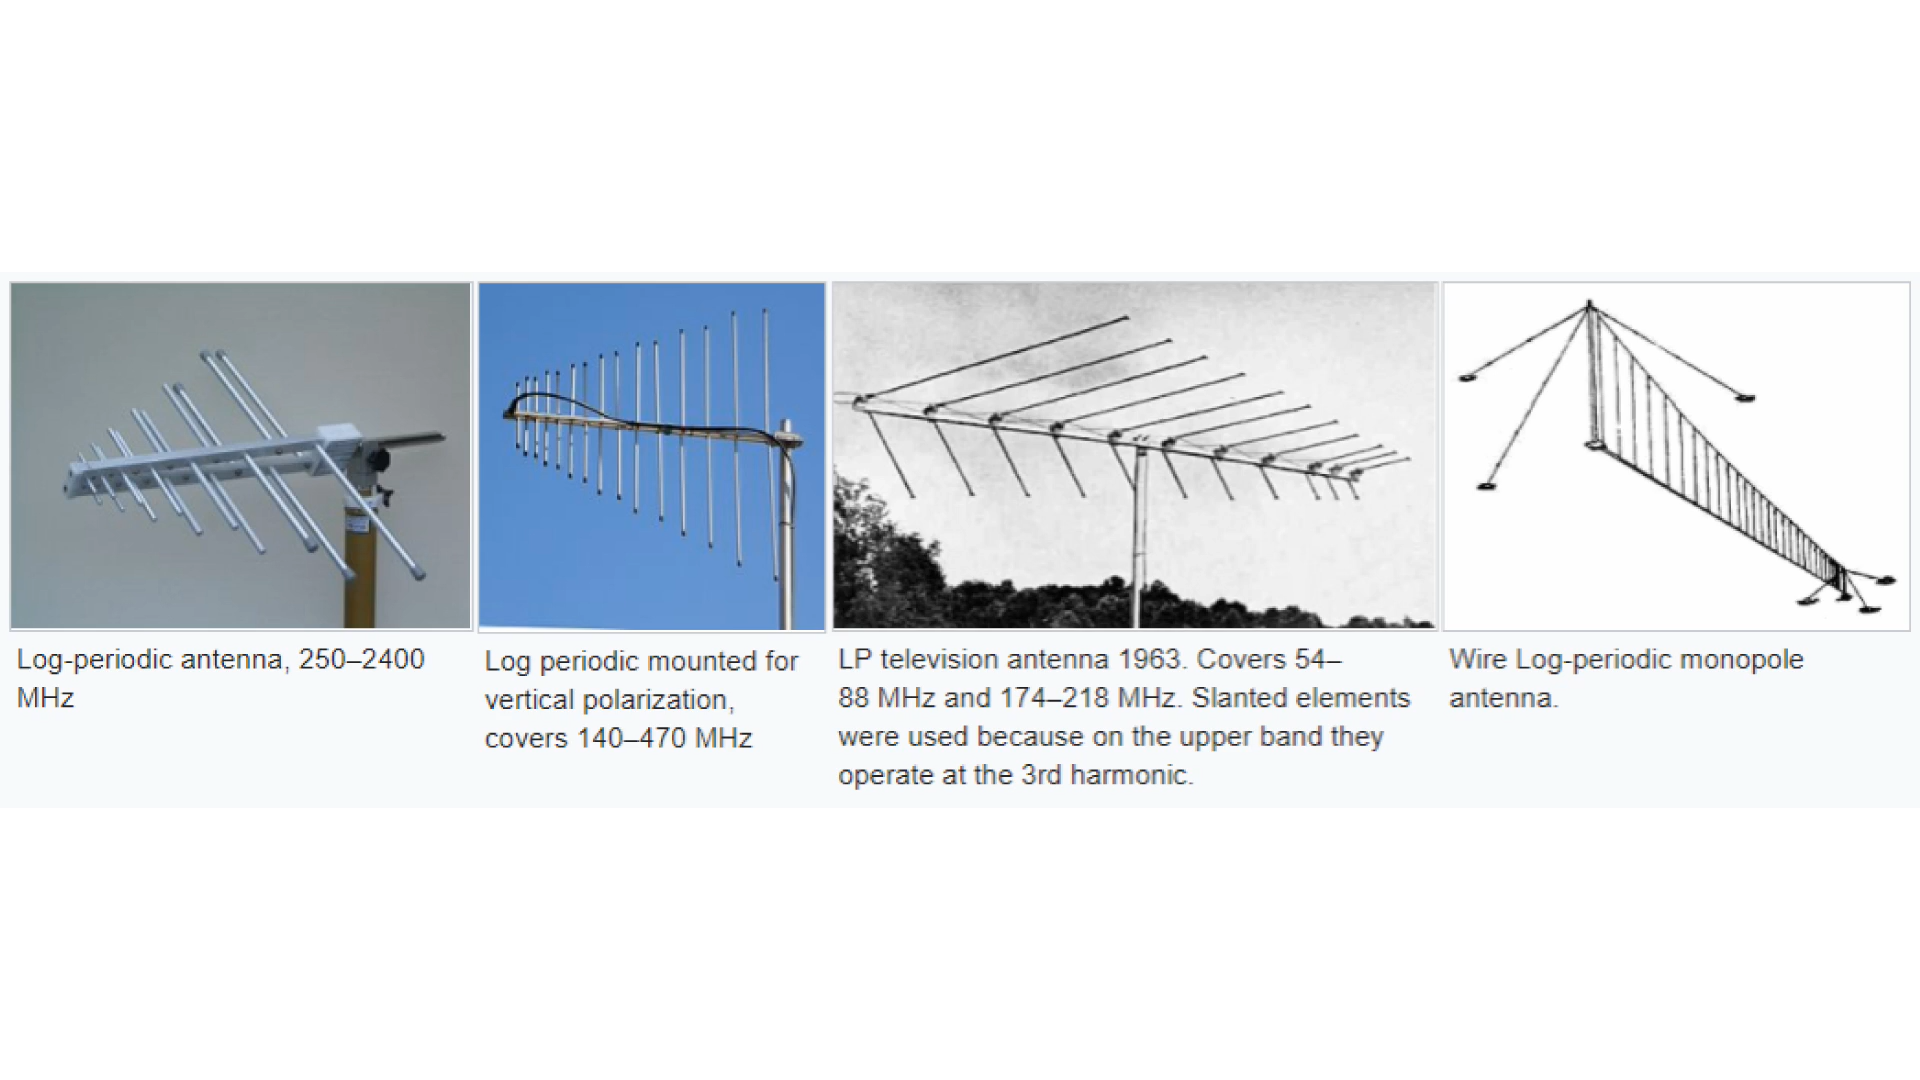 Log-periodic antenna, 250–2400
MHz
Log periodic mounted for
vertical polarization,
covers 140–470 MHz
LP television antenna 1963. Covers 54–
88 MHz and 174–218 MHz. Slanted elements
were used because on the upper band they
operate at the 3rd harmonic.
Wire Log-periodic monopole
antenna.